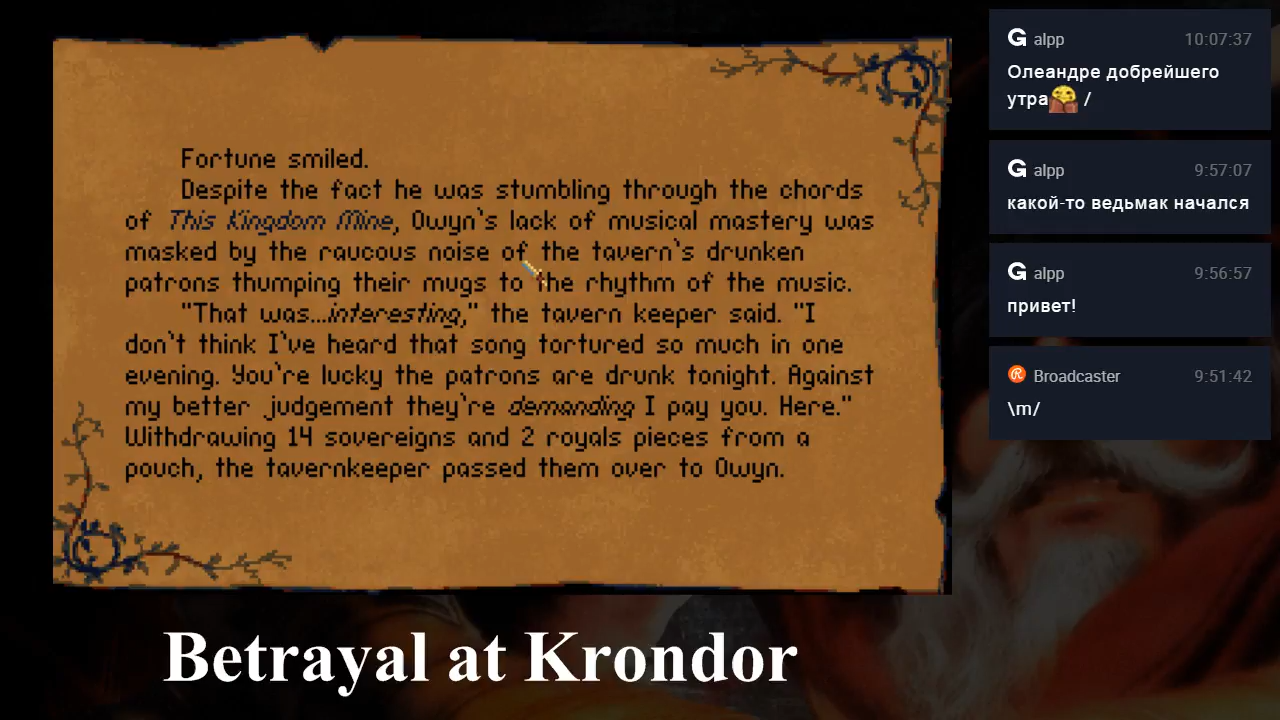 Fortune smiled.
Despite the fact he was stumbling through the chords
of This Kingdom Mine, Owyn's lack of musical mastery was
masked by the raucous noise of the tavern's drunken
patrons thumping their mugs to the rhythm of the music.
"That was...interesting," the tavern keeper said. "I
don't think I've heard that song tortured so much in one
evening. You're lucky the patrons are drunk tonight. Against
my better judgement they're demanding I pay you. Here."
Withdrawing 14 sovereigns and 2 royals pieces from a
pouch, the tavernkeeper passed them over to Owyn.
Betrayal at Krondor
G alpp 10:07:37
Олеандре добрейшего
утра /
G alpp 9:57:07
какой-то ведьмак начался
G alpp 9:56:57
привет!
R Broadcaster 9:51:42
\m/